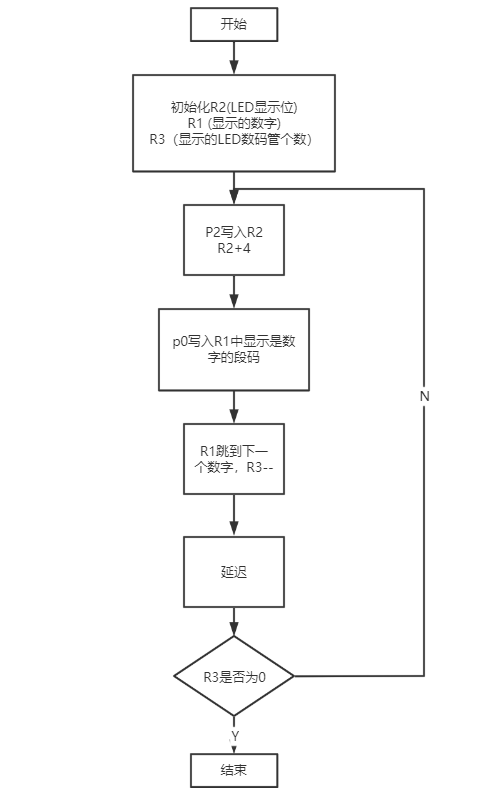 开始
初始化R2(LED显示位)
R1 (显示的数字)
R3（显示的LED数码管个数）
P2写入R2
R2+4
p0写入R1中显示是数
字的段码
R1跳到下一
个数字，R3--
延迟
R3是否为0
N
Y
结束